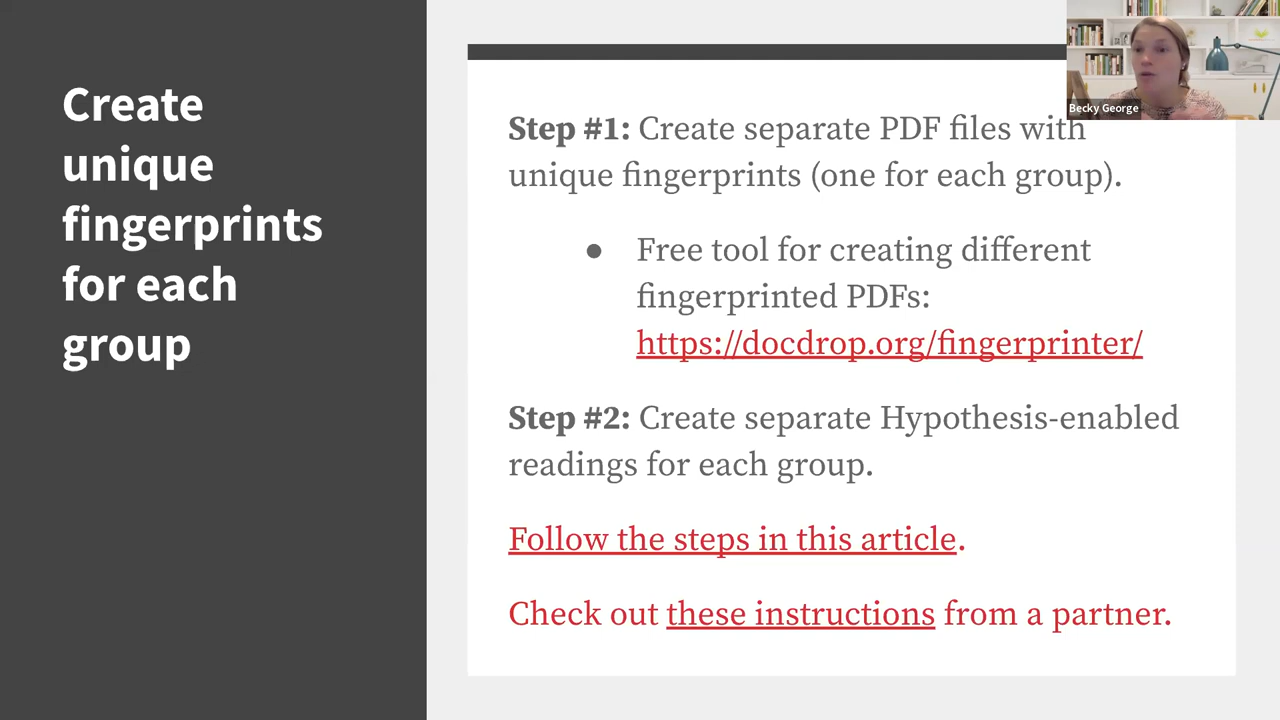 Create
unique
fingerprints
for each
group
Becky George
Step #1: Create separate PDF files with
unique fingerprints (one for each group).
● Free tool for creating different
fingerprinted PDFs:
https://docdrop.org/fingerprinter/
Step #2: Create separate Hypothesis-enabled
readings for each group.
Follow the steps in this article.
Check out these instructions from a partner.